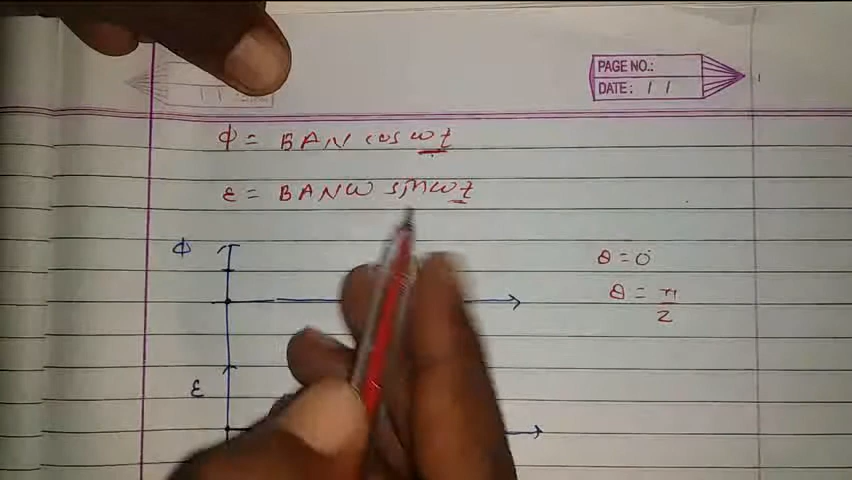 PAGE NO.:
DATE: / /
Φ = BAN cos ωt
ε = BANω sin ωt
Φ
θ = 0
θ = π/2
ε